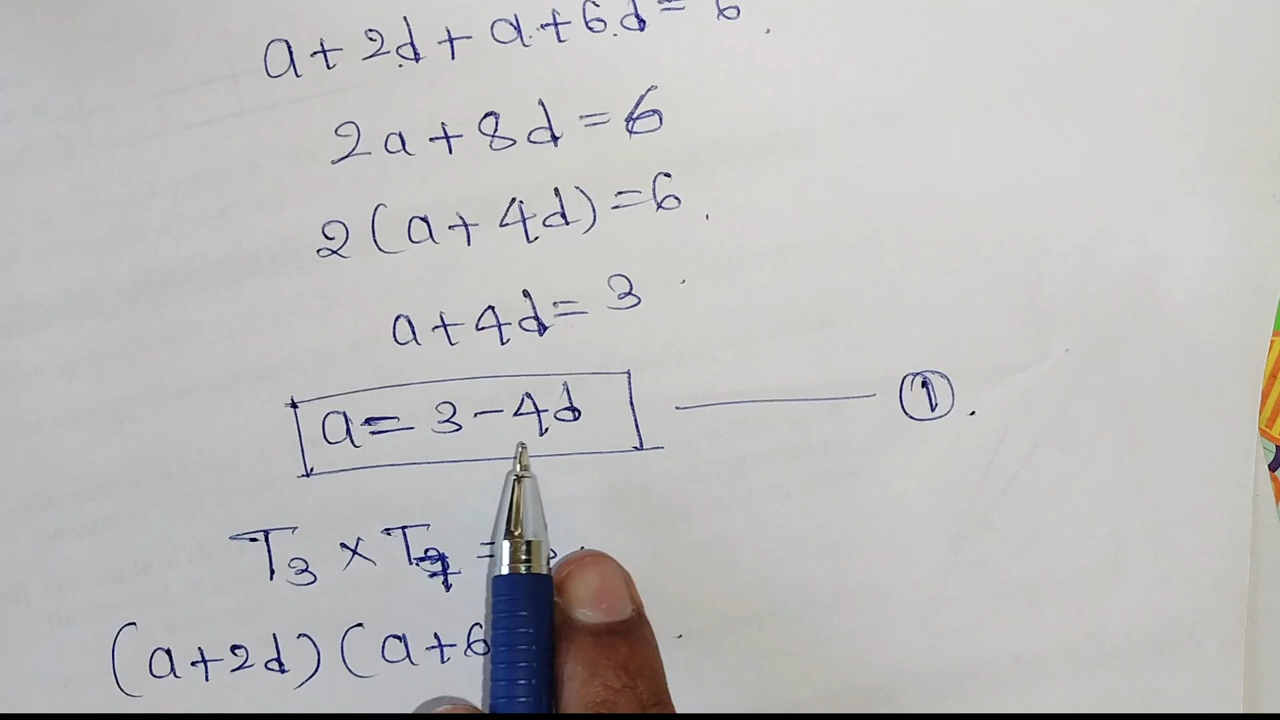 a + 2d + a + 6d = 6
2a + 8d = 6
2(a + 4d) = 6.
a + 4d = 3
a = 3 - 4d ——— ①.
T₃ × T₇ =
(a + 2d)(a + 6